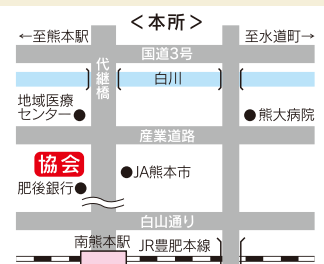 ＜本所＞
←至熊本駅
至水道町→
国道3号
代継橋
白川
地域医療
センター●
●熊大病院
産業道路
協会
●JA熊本市
肥後銀行●
白山通り
南熊本駅
JR豊肥本線